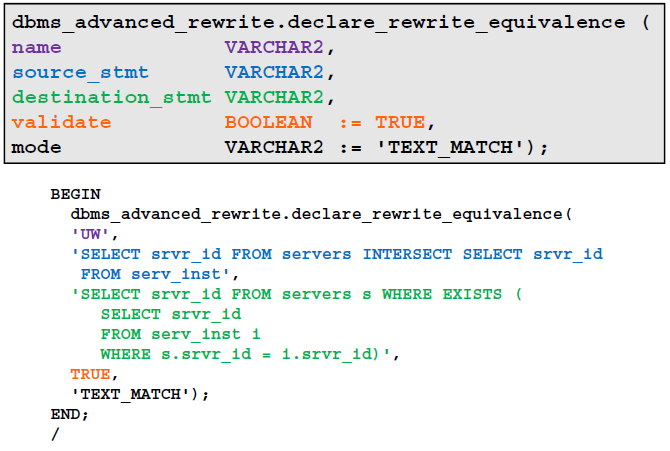 dbms_advanced_rewrite.declare_rewrite_equivalence (
name VARCHAR2,
source_stmt VARCHAR2,
destination_stmt VARCHAR2,
validate BOOLEAN := TRUE,
mode VARCHAR2 := 'TEXT_MATCH');
BEGIN
dbms_advanced_rewrite.declare_rewrite_equivalence(
'UW',
'SELECT srvr_id FROM servers INTERSECT SELECT srvr_id
FROM serv_inst',
'SELECT srvr_id FROM servers s WHERE EXISTS (
SELECT srvr_id
FROM serv_inst i
WHERE s.srvr_id = i.srvr_id)',
TRUE,
'TEXT_MATCH');
END;
/